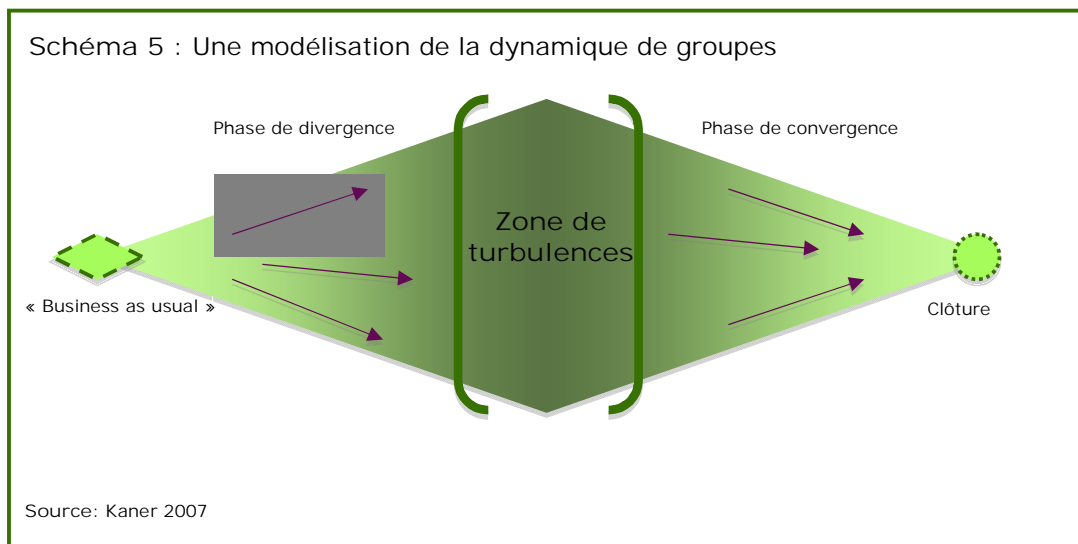 Schéma 5 : Une modélisation de la dynamique de groupes
Phase de divergence
Phase de convergence
Zone de
turbulences
« Business as usual »
Clôture
Source: Kaner 2007